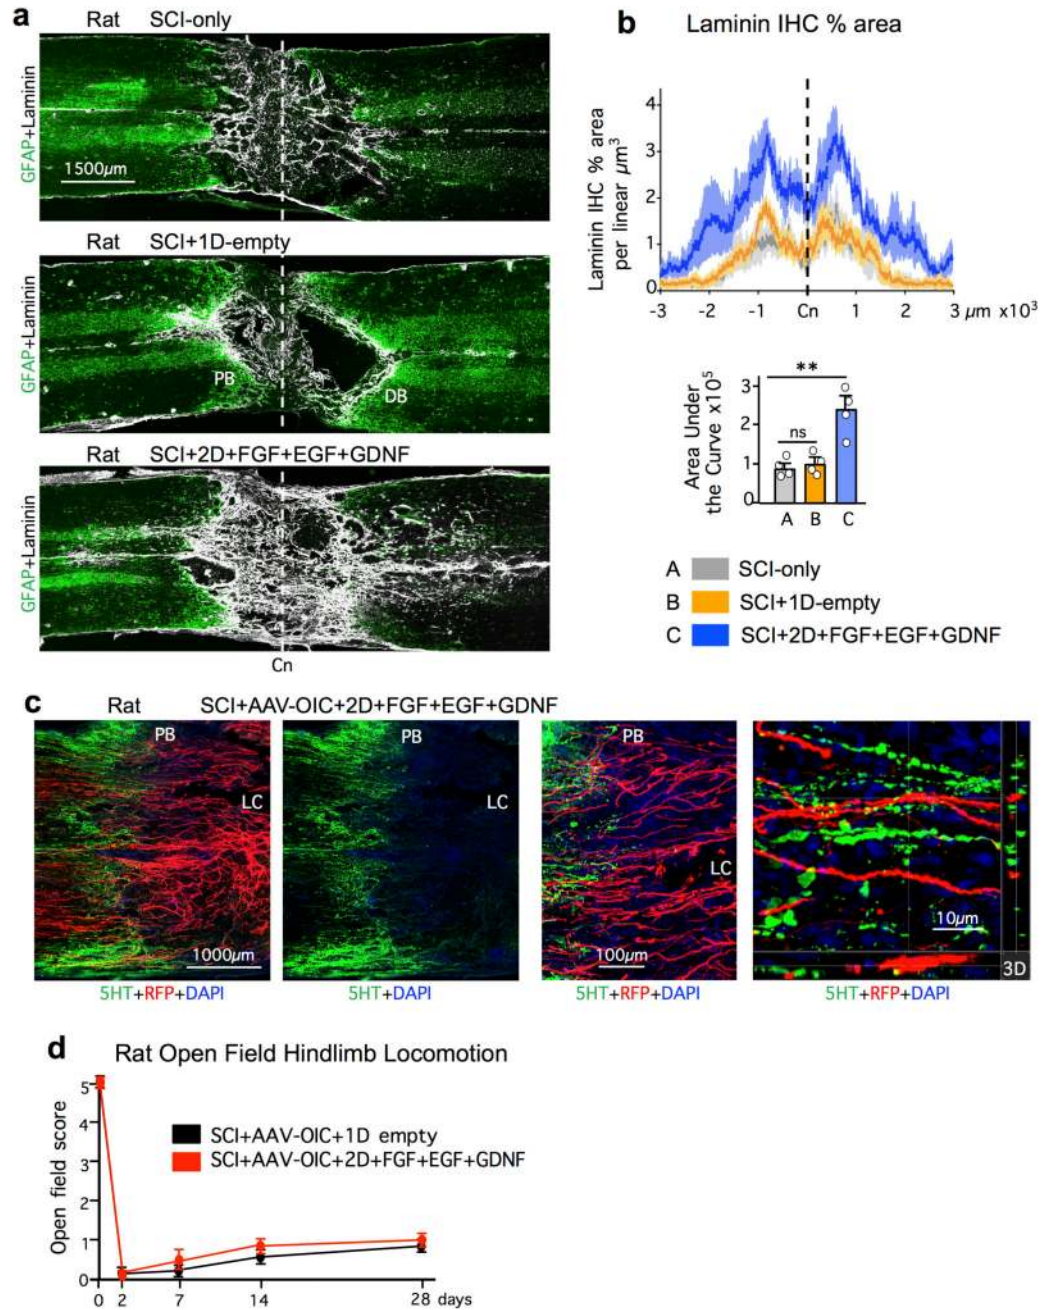 a
Rat SCI-only
GFAP+Laminin
1500µm
Rat SCI+1D-empty
GFAP+Laminin
PB
DB
Rat SCI+2D+FGF+EGF+GDNF
GFAP+Laminin
Cn
b Laminin IHC % area
Laminin IHC % area
per linear µm³
4
3
2
1
0
-3 -2 -1 Cn 1 2 3 µm x10³
Area Under
the Curve x10⁵
3
2
1
0
**
ns
A B C
A SCI-only
B SCI+1D-empty
C SCI+2D+FGF+EGF+GDNF
c
Rat SCI+AAV-OIC+2D+FGF+EGF+GDNF
PB
LC
1000µm
5HT+RFP+DAPI
PB
LC
5HT+DAPI
PB
LC
100µm
5HT+RFP+DAPI
10µm
3D
5HT+RFP+DAPI
d
Rat Open Field Hindlimb Locomotion
Open field score
5
4
3
2
1
0
SCI+AAV-OIC+1D empty
SCI+AAV-OIC+2D+FGF+EGF+GDNF
0 2 7 14 28 days